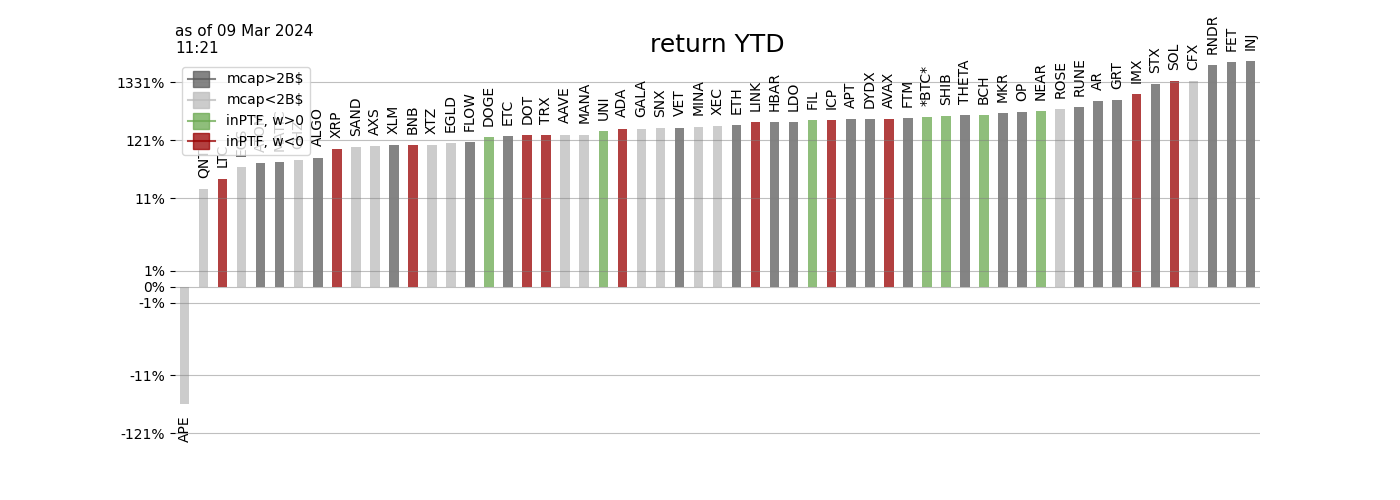 as of 09 Mar 2024
11:21
return YTD
mcap>2B$
mcap<2B$
inPTF, w>0
inPTF, w<0
1331%
121%
11%
1%
0%
-1%
-11%
-121%
APE
QNT
LTC
EOS
ALGO
XRP
SAND
AXS
XLM
BNB
XTZ
EGLD
FLOW
DOGE
ETC
DOT
TRX
AAVE
MANA
UNI
ADA
GALA
SNX
VET
MINA
XEC
ETH
LINK
HBAR
LDO
FIL
ICP
APT
DYDX
AVAX
FTM
*BTC*
SHIB
THETA
BCH
MKR
OP
NEAR
ROSE
RUNE
AR
GRT
IMX
STX
SOL
CFX
RNDR
FET
INJ